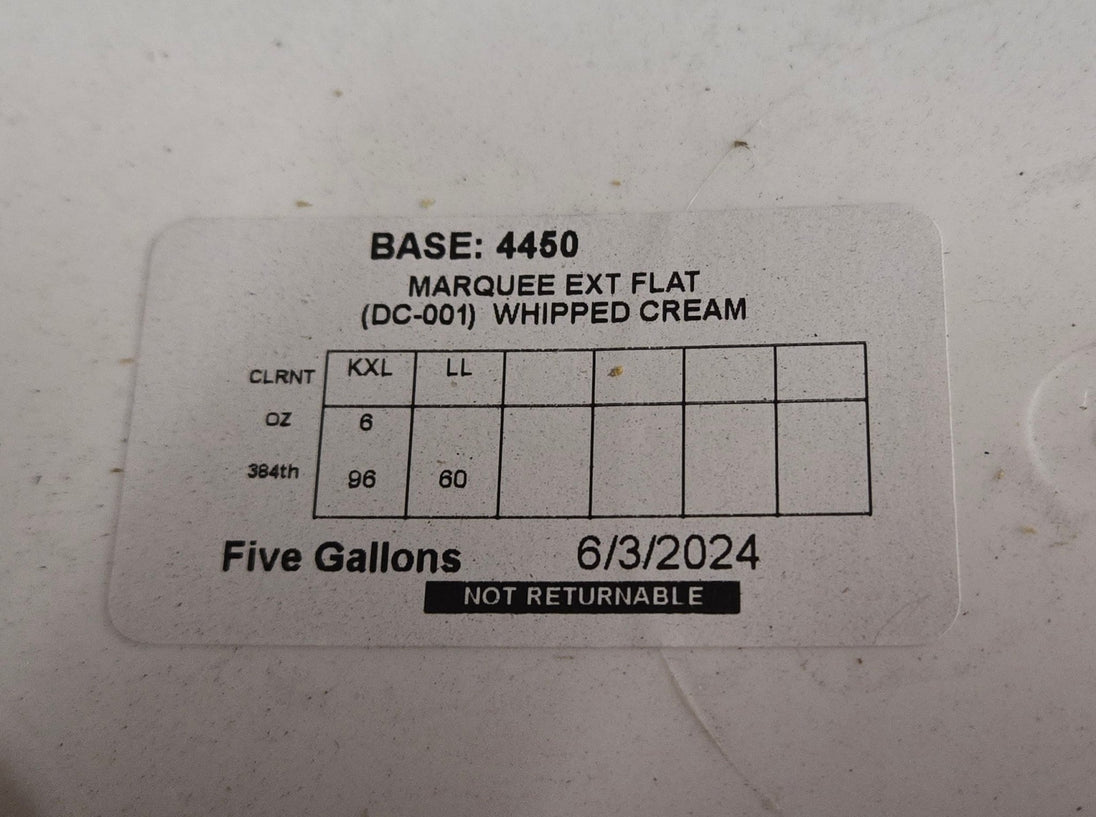 BASE: 4450
MARQUEE EXT FLAT
(DC-001) WHIPPED CREAM
CLRNT KXL LL
OZ 6
384th 96 60
Five Gallons 6/3/2024
NOT RETURNABLE